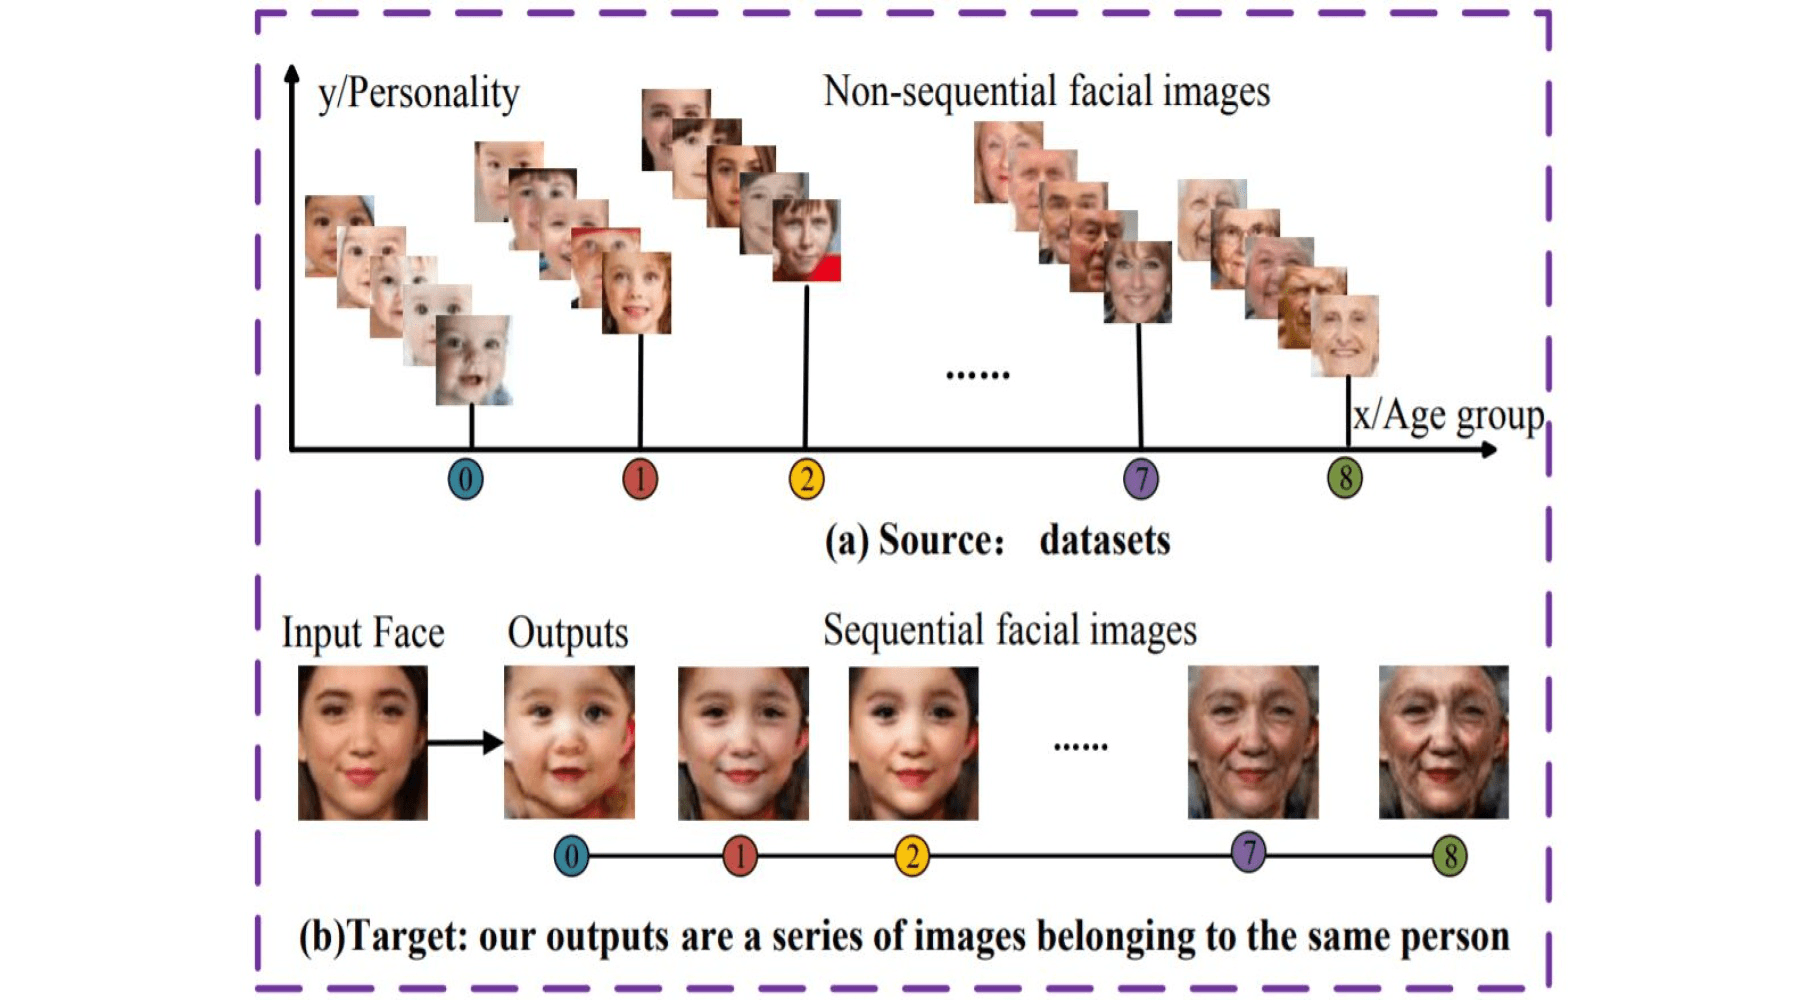 y/Personality
Non-sequential facial images
......
x/Age group
0
1
2
7
8
(a) Source： datasets
Input Face
Outputs
Sequential facial images
......
0
1
2
7
8
(b)Target: our outputs are a series of images belonging to the same person